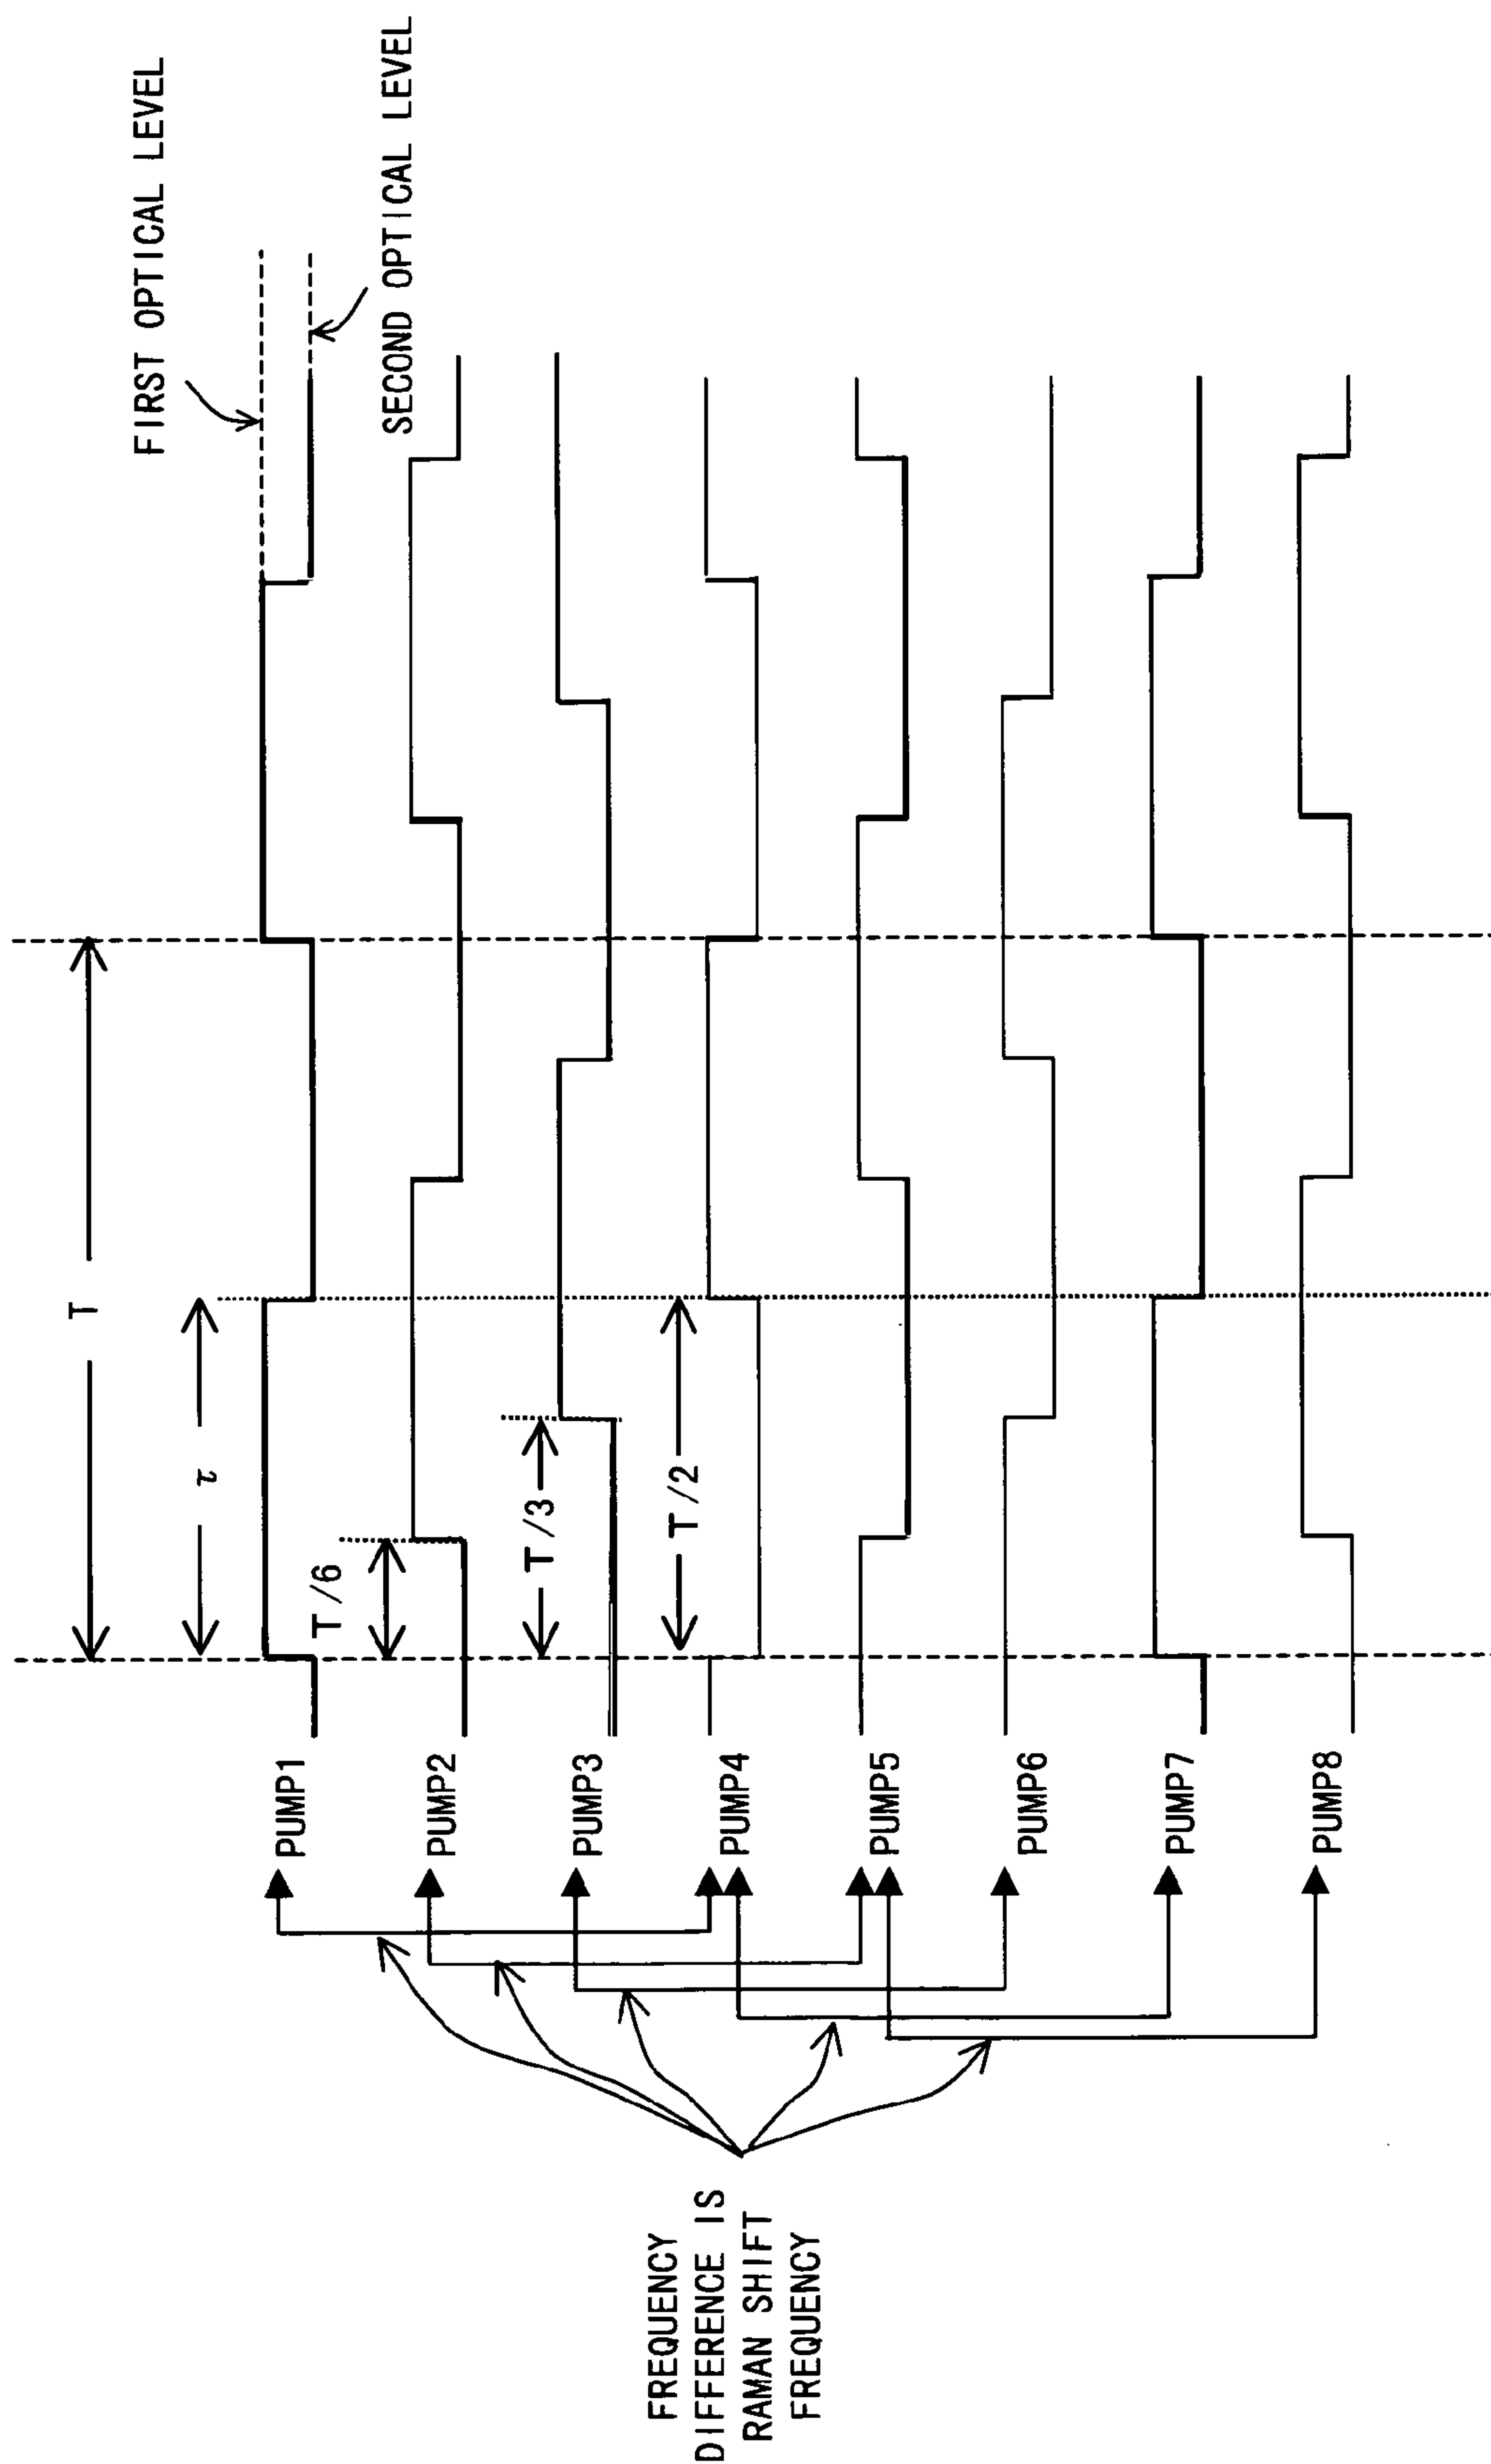 FIRST OPTICAL LEVEL
SECOND OPTICAL LEVEL
T
τ
T/6
T/3
T/2
PUMP1
PUMP2
PUMP3
PUMP4
PUMP5
PUMP6
PUMP7
PUMP8
FREQUENCY
DIFFERENCE IS
RAMAN SHIFT
FREQUENCY